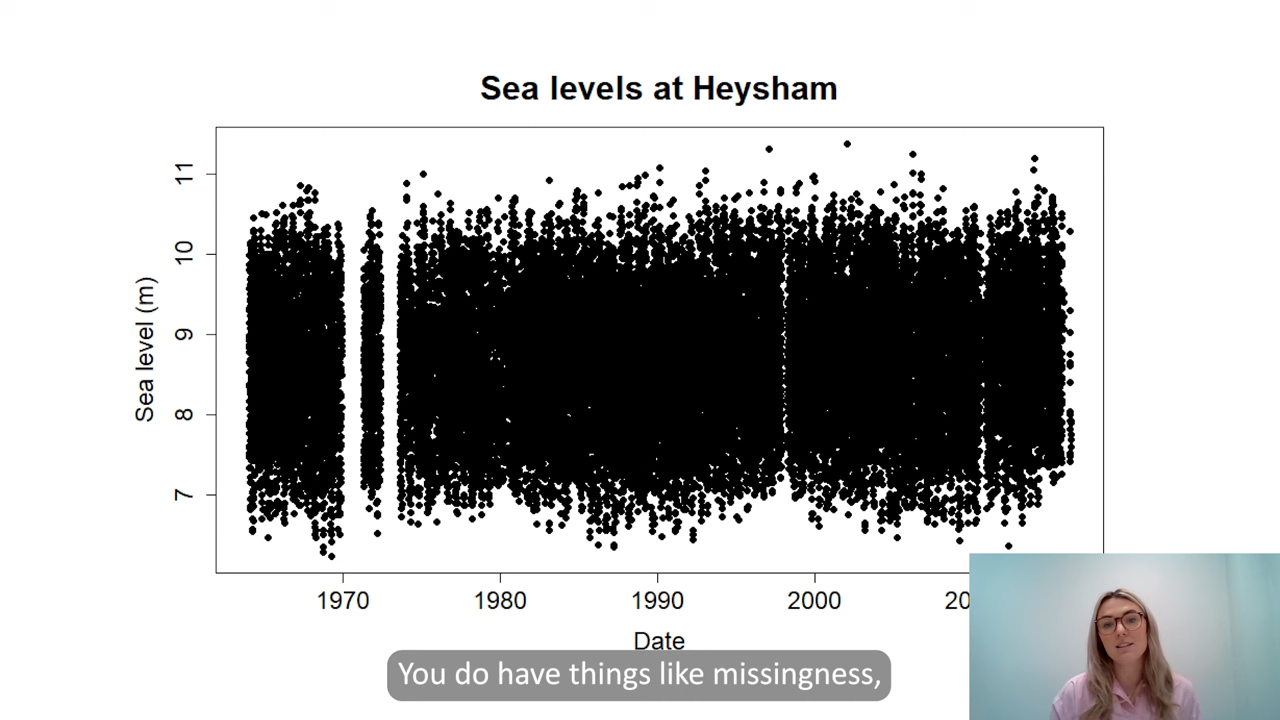 Sea levels at Heysham
11
10
9
8
7
Sea level (m)
1970 1980 1990 2000 20
Date
You do have things like missingness,